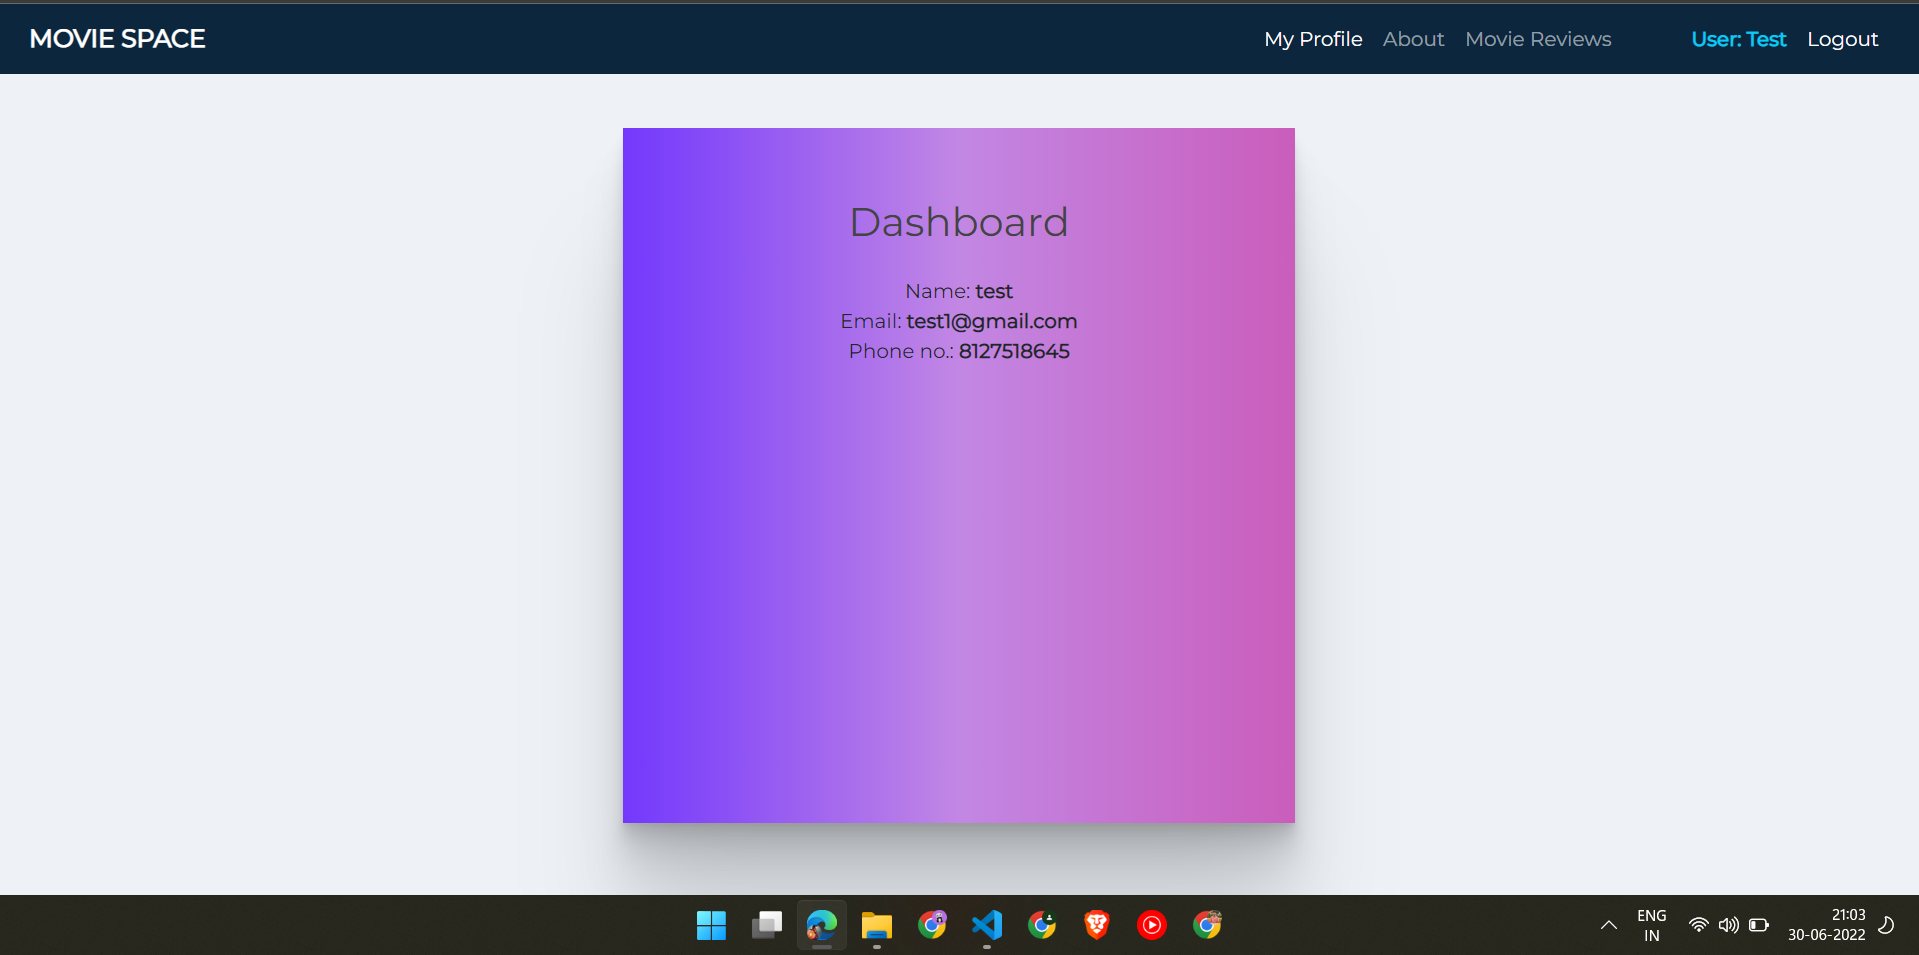 MOVIE SPACE
My Profile About Movie Reviews User: Test Logout
Dashboard
Name: test
Email: test1@gmail.com
Phone no.: 8127518645
ENG
IN
21:03
30-06-2022